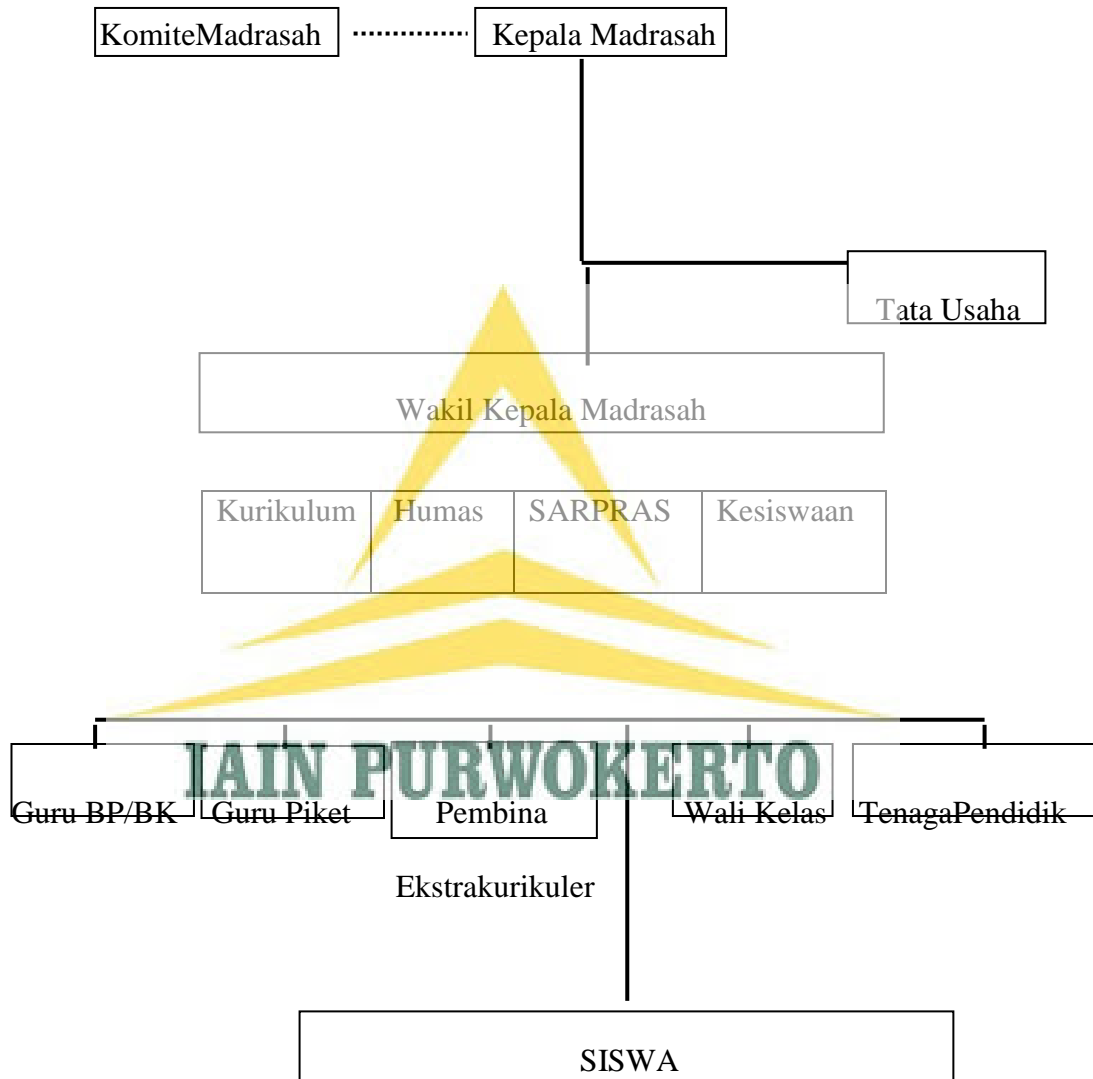 KomiteMadrasah Kepala Madrasah
Tata Usaha
Wakil Kepala Madrasah
Kurikulum Humas SARPRAS Kesiswaan
IAIN PURWOKERTO
Guru BP/BK Guru Piket Pembina Wali Kelas TenagaPendidik
Ekstrakurikuler
SISWA